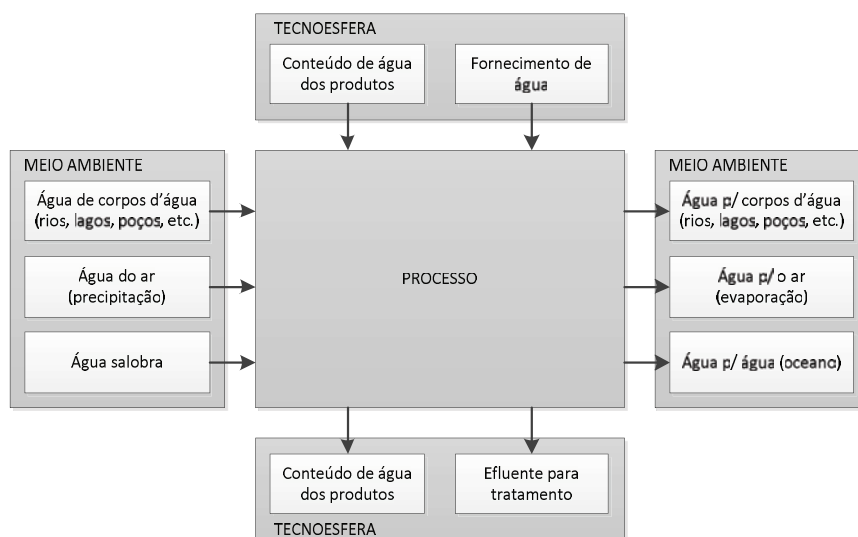 TECNOESFERA
Conteúdo de água
dos produtos
Fornecimento de
água
MEIO AMBIENTE
Água de corpos d’água
(rios, lagos, poços, etc.)
Água do ar
(precipitação)
Água salobra
PROCESSO
MEIO AMBIENTE
Água p/ corpos d’água
(rios, lagos, poços, etc.)
Água p/ o ar
(evaporação)
Água p/ água (oceano)
Conteúdo de água
dos produtos
Efluente para
tratamento
TECNOESFERA